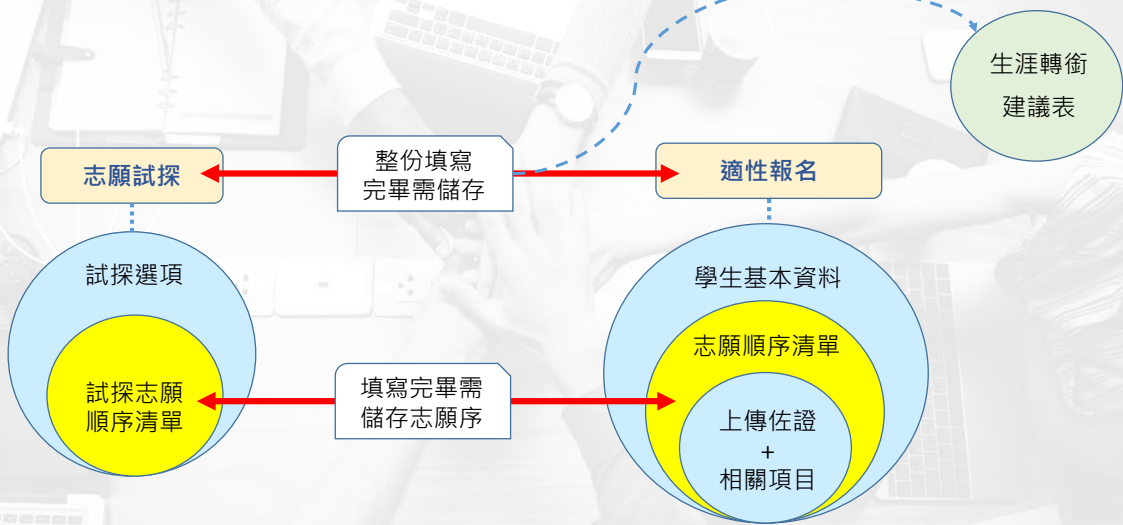 生涯轉銜
建議表
志願試探
整份填寫
完畢需儲存
適性報名
試探選項
學生基本資料
志願順序清單
試探志願
順序清單
填寫完畢需
儲存志願序
上傳佐證
+
相關項目